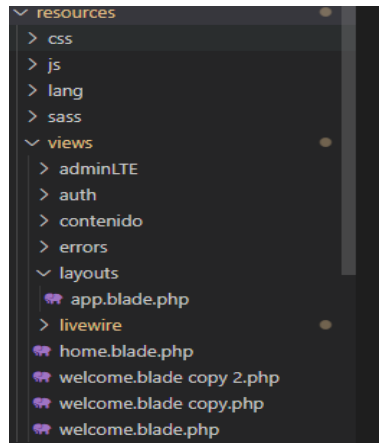 resources
css
js
lang
sass
views
adminLTE
auth
contenido
errors
layouts
app.blade.php
livewire
home.blade.php
welcome.blade copy 2.php
welcome.blade copy.php
welcome.blade.php